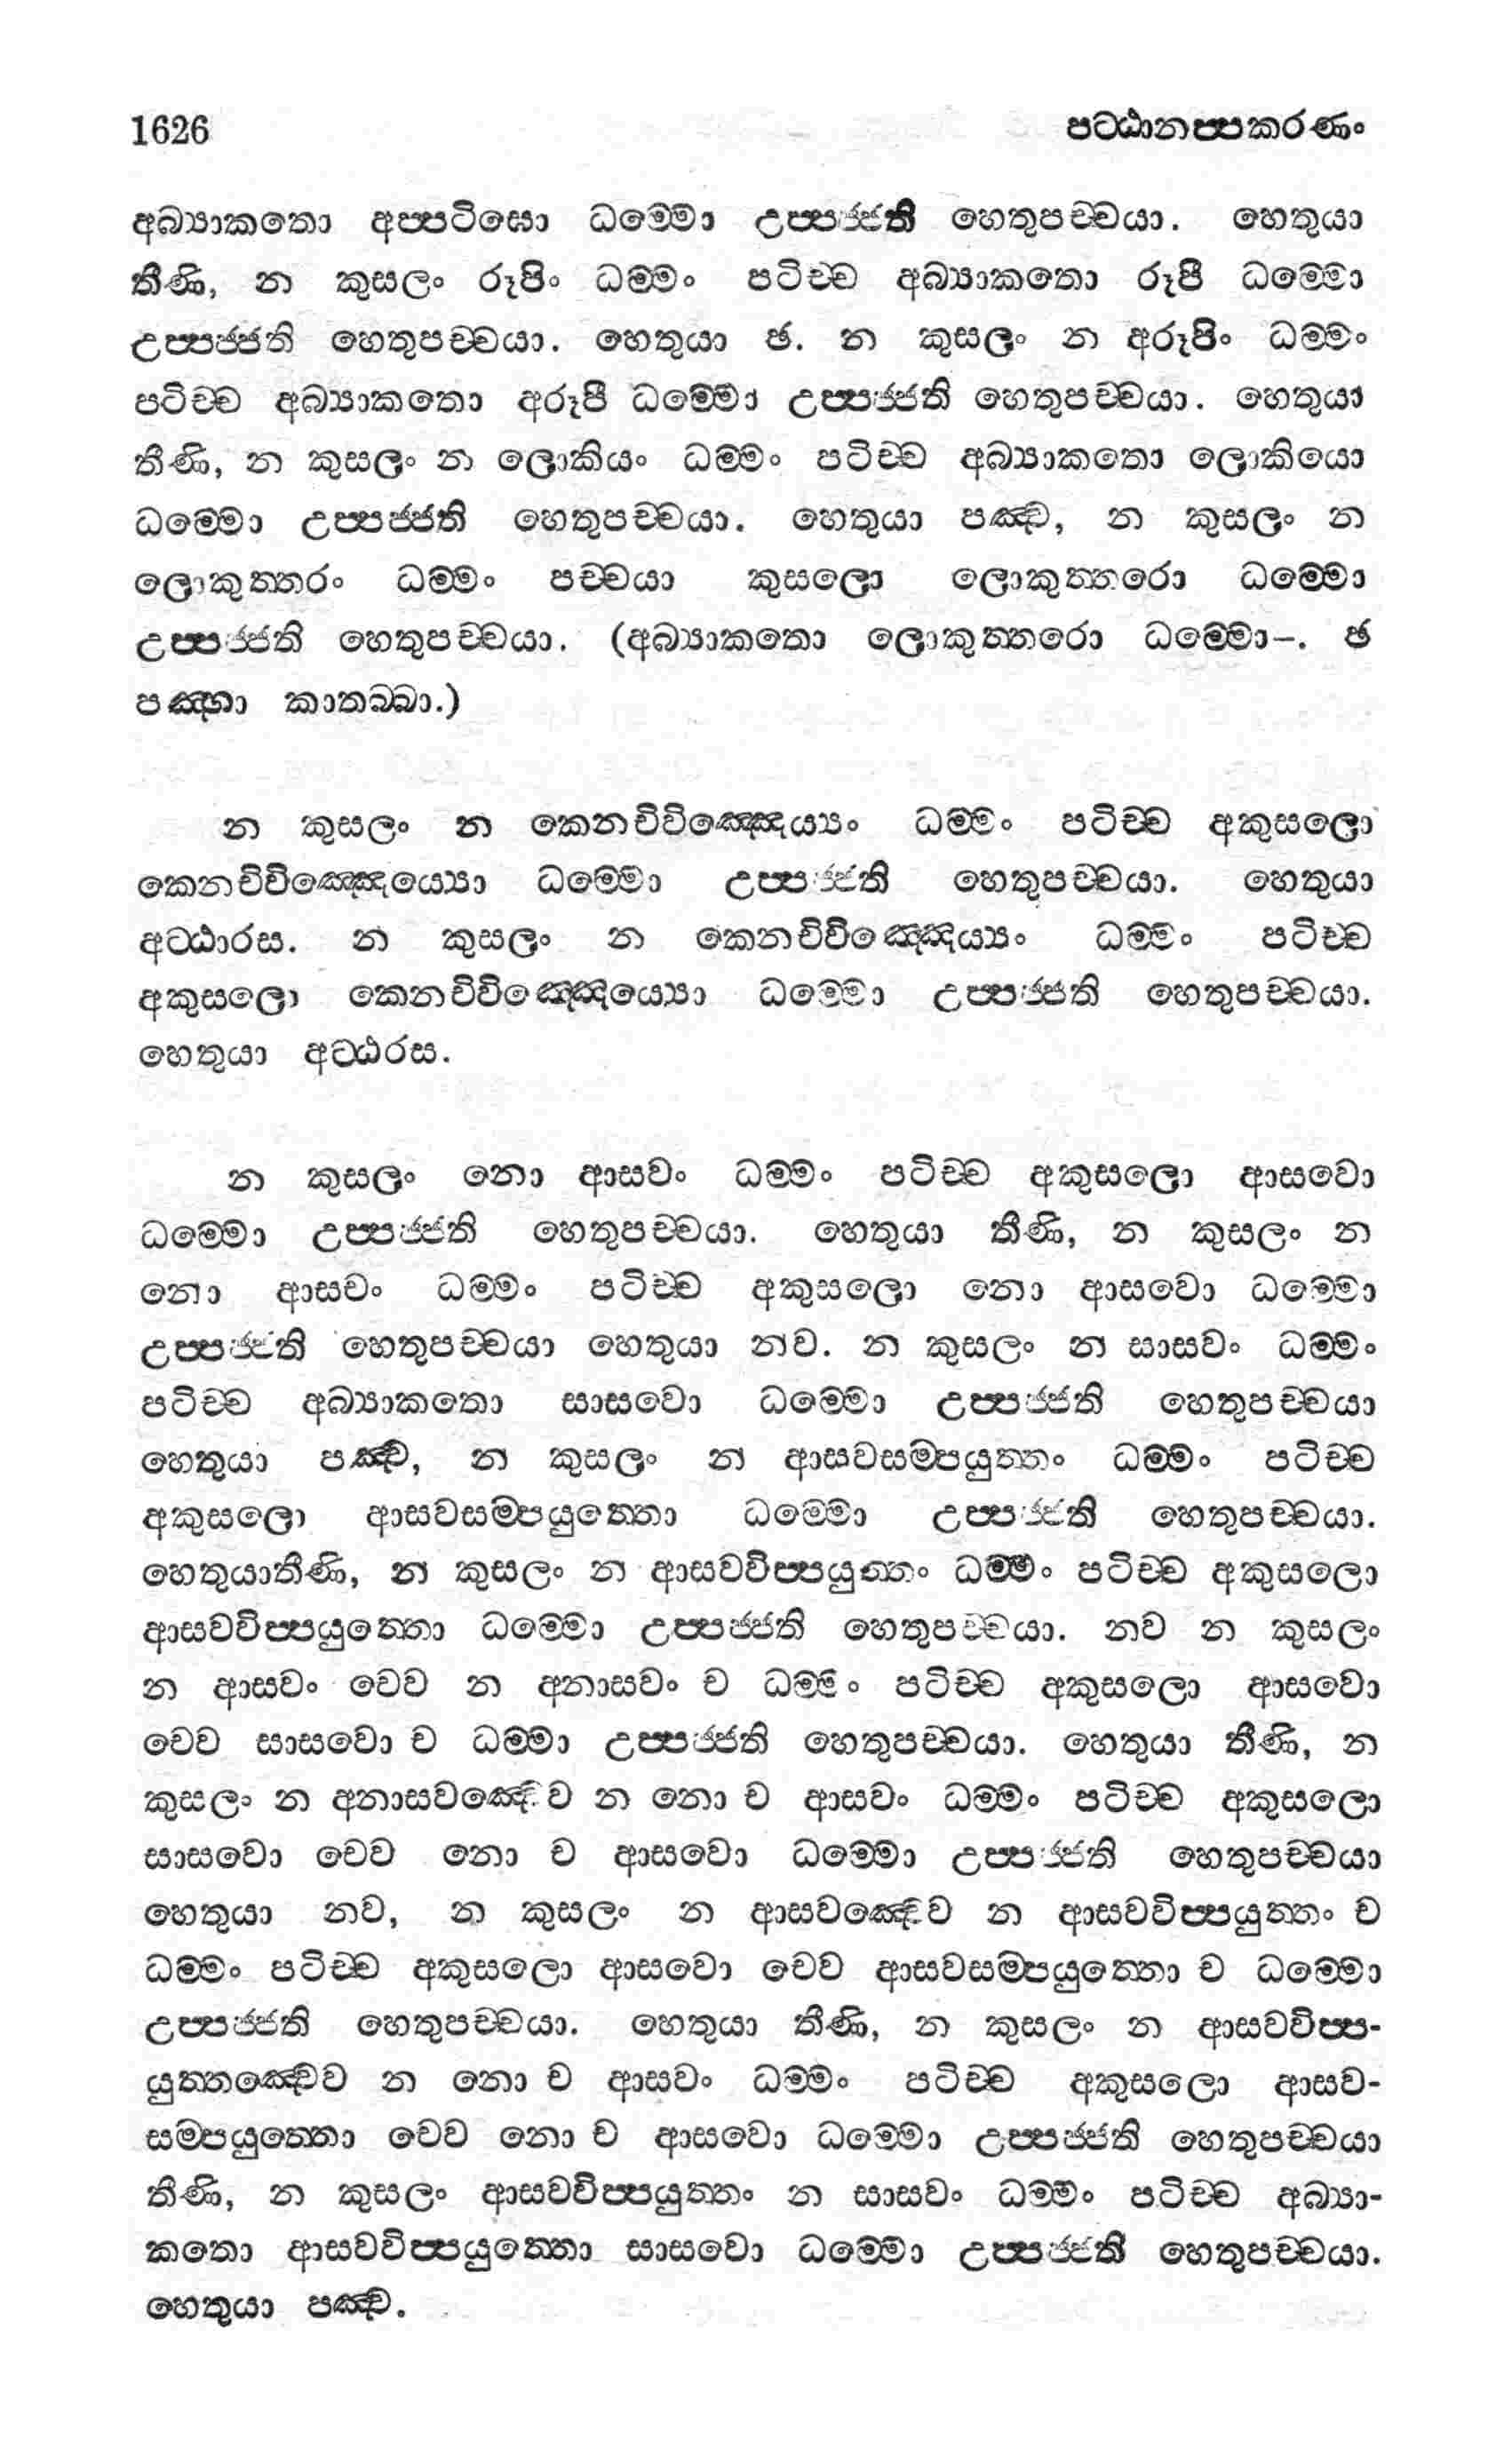 1626 පට්ඨානප්පකරණං
අබ්‍යාකතො අප්පටිඝො ධම්මො උප්පජ්ජති හෙතුපච්චයා. හෙතුයා
තීණි, න කුසලං රූපිං ධම්මං පටිච්ච අබ්‍යාකතො රූපී ධම්මො
උප්පජ්ජති හෙතුපච්චයා. හෙතුයා ඡ. න කුසලං න අරූපිං ධම්මං
පටිච්ච අබ්‍යාකතො අරූපී ධම්මො උප්පජ්ජති හෙතුපච්චයා. හෙතුයා
තීණි, න කුසලං න ලොකියං ධම්මං පටිච්ච අබ්‍යාකතො ලොකියො
ධම්මො උප්පජ්ජති හෙතුපච්චයා. හෙතුයා පඤ්ච, න කුසලං න
ලොකුත්තරං ධම්මං පච්චයා කුසලො ලොකුත්තරො ධම්මො
උප්පජ්ජති හෙතුපච්චයා. (අබ්‍යාකතො ලොකුත්තරො ධම්මො–. ඡ
පඤ්හා කාතබ්බා.)
න කුසලං න කෙනචිවිඤ්ඤෙය්‍යං ධම්මං පටිච්ච අකුසලො
කෙනචිවිඤ්ඤෙය්‍යො ධම්මො උප්පජ්ජති හෙතුපච්චයා. හෙතුයා
අට්ඨාරස. න කුසලං න කෙනචිවිඤ්ඤෙය්‍යං ධම්මං පටිච්ච
අකුසලො කෙනචිවිඤ්ඤෙය්‍යො ධම්මො උප්පජ්ජති හෙතුපච්චයා.
හෙතුයා අට්ඨරස.
න කුසලං නො ආසවං ධම්මං පටිච්ච අකුසලො ආසවො
ධම්මො උප්පජ්ජති හෙතුපච්චයා. හෙතුයා තීණි, න කුසලං න
නො ආසවං ධම්මං පටිච්ච අකුසලො නො ආසවො ධම්මො
උප්පජ්ජති හෙතුපච්චයා හෙතුයා නව. න කුසලං න සාසවං ධම්මං
පටිච්ච අබ්‍යාකතො සාසවො ධම්මො උප්පජ්ජති හෙතුපච්චයා
හෙතුයා පඤ්ච, න කුසලං න ආසවසම්පයුත්තං ධම්මං පටිච්ච
අකුසලො ආසවසම්පයුත්තො ධම්මො උප්පජ්ජති හෙතුපච්චයා.
හෙතුයාතීණි, න කුසලං න ආසවවිප්පයුත්තං ධම්මං පටිච්ච අකුසලො
ආසවවිප්පයුත්තො ධම්මො උප්පජ්ජති හෙතුපච්චයා. නව න කුසලං
න ආසවං චෙව න අනාසවං ච ධම්මං පටිච්ච අකුසලො ආසවො
චෙව සාසවො ච ධම්මා උප්පජ්ජති හෙතුපච්චයා. හෙතුයා තීණි, න
කුසලං න අනාසවඤ්චෙව න නො ච ආසවං ධම්මං පටිච්ච අකුසලො
සාසවො චෙව නො ච ආසවො ධම්මො උප්පජ්ජති හෙතුපච්චයා
හෙතුයා නව, න කුසලං න ආසවඤ්චෙව න ආසවවිප්පයුත්තං ච
ධම්මං පටිච්ච අකුසලො ආසවො චෙව ආසවසම්පයුත්තො ච ධම්මො
උප්පජ්ජති හෙතුපච්චයා. හෙතුයා තීණි, න කුසලං න ආසවවිප්ප-
යුත්තඤ්චෙව න නො ච ආසවං ධම්මං පටිච්ච අකුසලො ආසව-
සම්පයුත්තො චෙව නො ච ආසවො ධම්මො උප්පජ්ජති හෙතුපච්චයා
තීණි, න කුසලං ආසවවිප්පයුත්තං න සාසවං ධම්මං පටිච්ච අබ්‍යා-
කතො ආසවවිප්පයුත්තො සාසවො ධම්මො උප්පජ්ජති හෙතුපච්චයා.
හෙතුයා පඤ්ච.